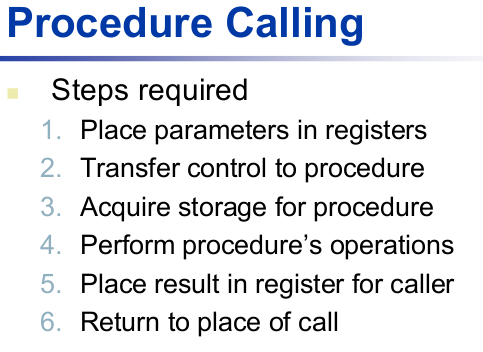 Procedure Calling
Steps required
1. Place parameters in registers
2. Transfer control to procedure
3. Acquire storage for procedure
4. Perform procedure’s operations
5. Place result in register for caller
6. Return to place of call